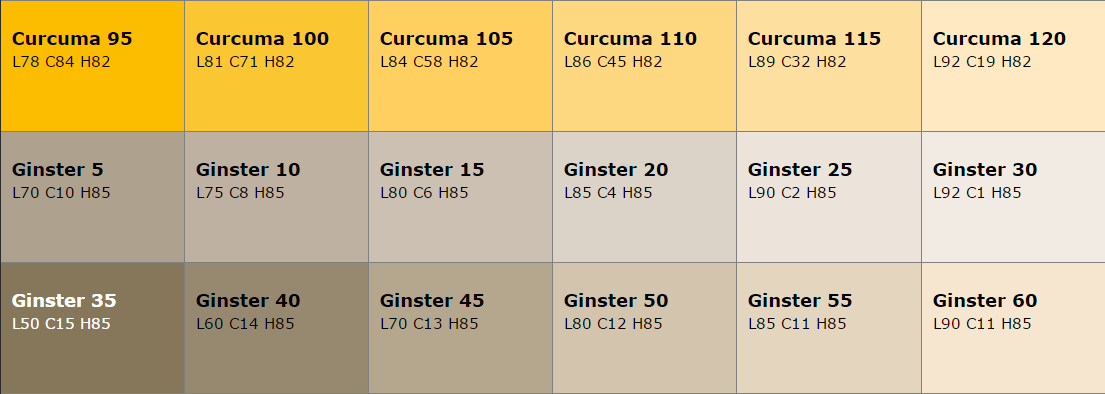 Curcuma 95
L78 C84 H82
Curcuma 100
L81 C71 H82
Curcuma 105
L84 C58 H82
Curcuma 110
L86 C45 H82
Curcuma 115
L89 C32 H82
Curcuma 120
L92 C19 H82
Ginster 5
L70 C10 H85
Ginster 10
L75 C8 H85
Ginster 15
L80 C6 H85
Ginster 20
L85 C4 H85
Ginster 25
L90 C2 H85
Ginster 30
L92 C1 H85
Ginster 35
L50 C15 H85
Ginster 40
L60 C14 H85
Ginster 45
L70 C13 H85
Ginster 50
L80 C12 H85
Ginster 55
L85 C11 H85
Ginster 60
L90 C11 H85